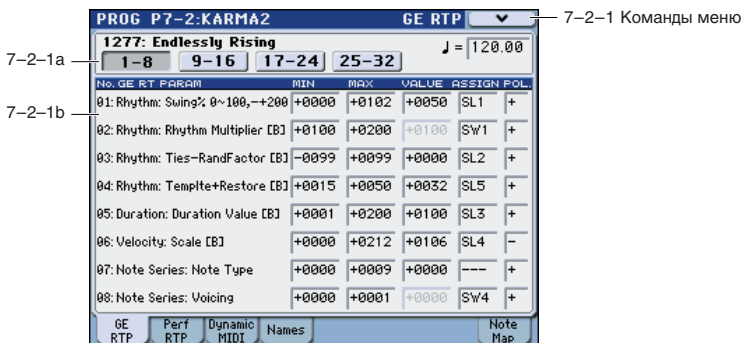 PROG P7-2:KARMA2 GE RTP
7–2–1 Команды меню
1277: Endlessly Rising
♩= 120.00
7–2–1a
1-8 9-16 17-24 25-32
No. GE RT PARAM MIN MAX VALUE ASSIGN POL.
7–2–1b
01: Rhythm: Swing% 0~100,-+200 +0000 +0102 +0050 SL1 +
02: Rhythm: Rhythm Multiplier [B] +0100 +0200 +0100 SW1 +
03: Rhythm: Ties-RandFactor [B] -0099 +0099 +0000 SL2 +
04: Rhythm: Templte+Restore [B] +0015 +0050 +0032 SL5 +
05: Duration: Duration Value [B] +0001 +0200 +0100 SL3 +
06: Velocity: Scale [B] +0000 +0212 +0106 SL4 -
07: Note Series: Note Type +0000 +0009 +0000 --- +
08: Note Series: Voicing +0000 +0001 +0000 SW4 +
GE RTP Perf RTP Dynamic MIDI Names Note Map